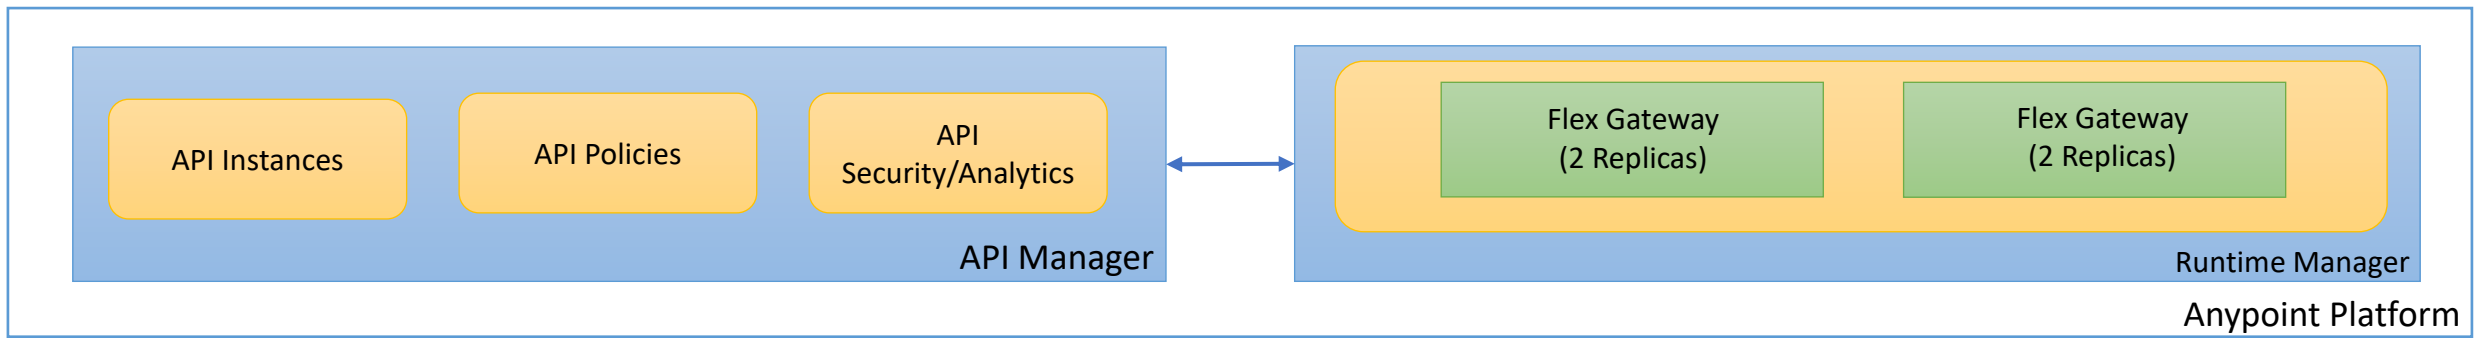 API Instances
API Policies
API
Security/Analytics
API Manager
Flex Gateway
(2 Replicas)
Flex Gateway
(2 Replicas)
Runtime Manager
Anypoint Platform